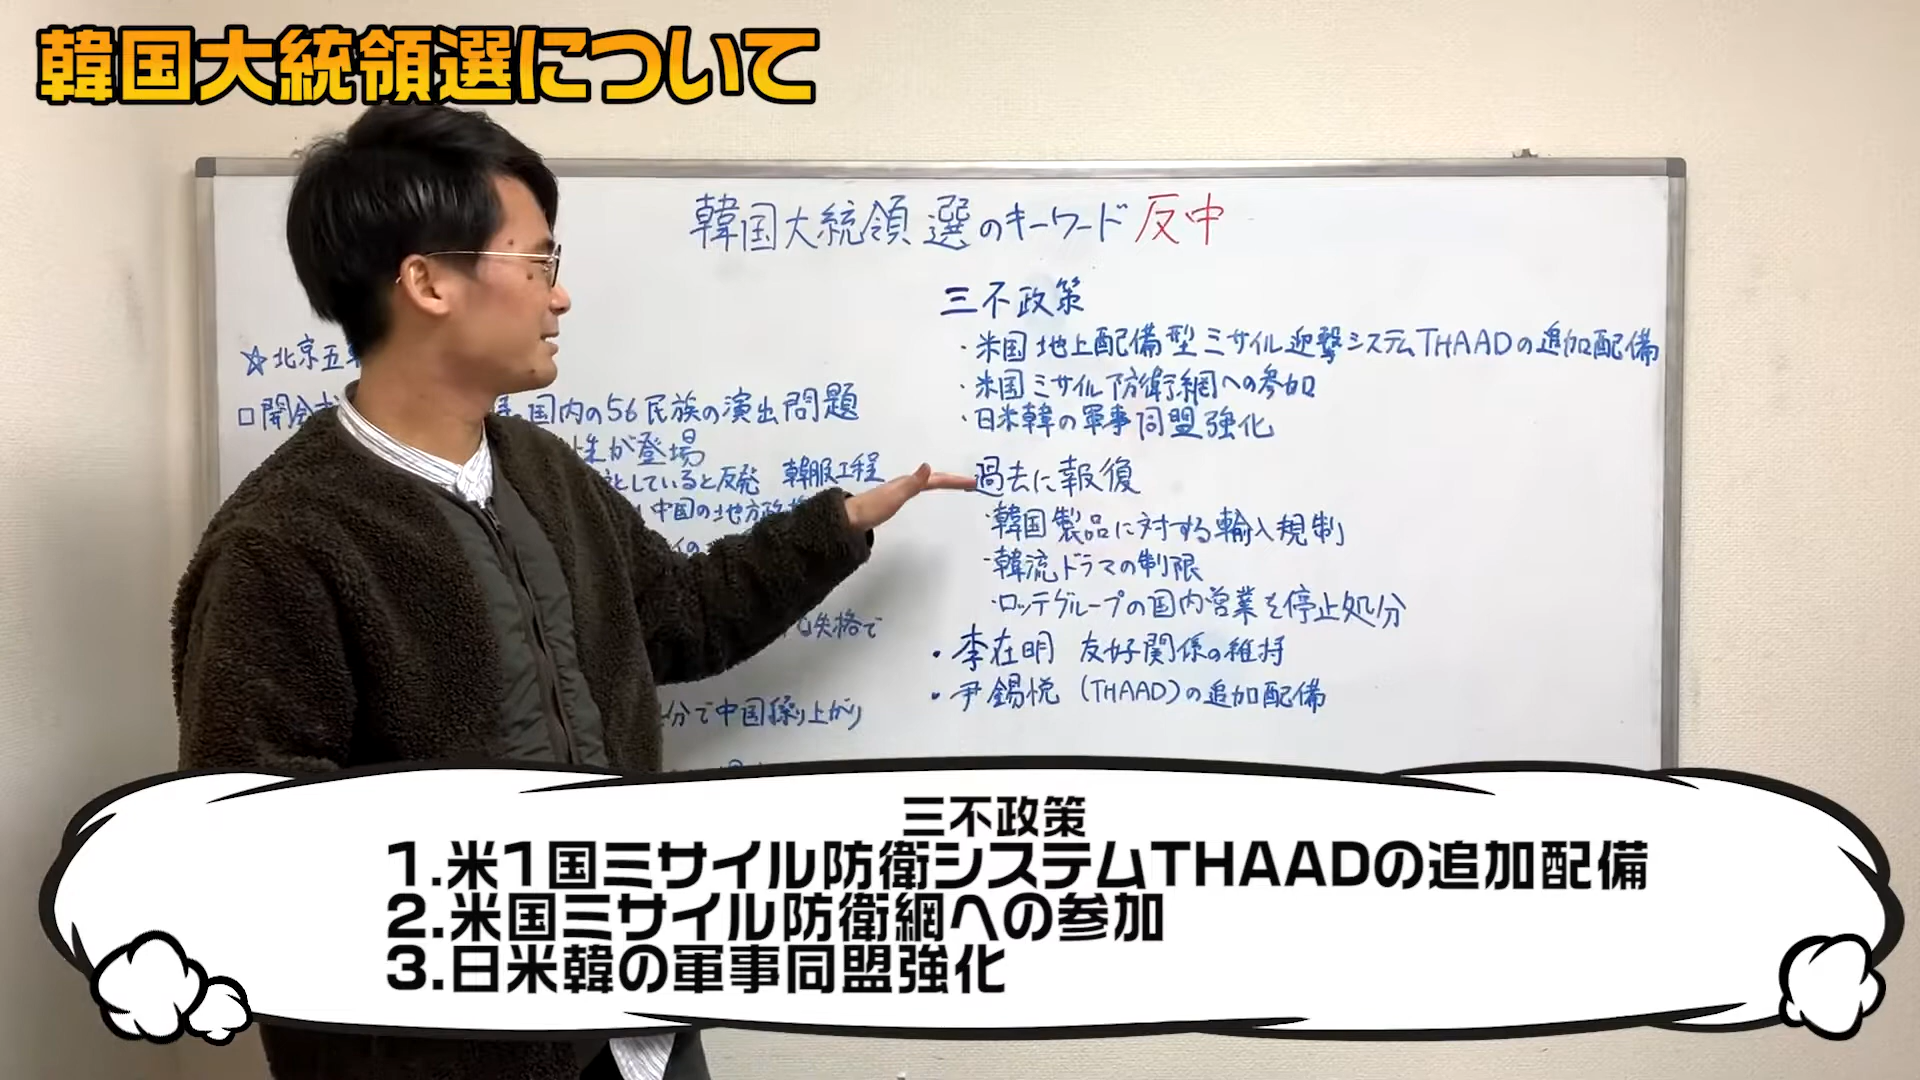 韓国大統領選について
韓国大統領選のキーワード 反中
☆北京五
国内の56民族の演出問題
性が登場
としていると反発 韓服工程
中国の地方政
失格で
分で中国繰り上がり
三不政策
・米国 地上配備型ミサイル迎撃システムTHAADの追加配備
・米国ミサイル防衛網への参加
・日米韓の軍事同盟強化
過去に報復
・韓国製品に対する輸入規制
・韓流ドラマの制限
・ロッテグループの国内営業を停止処分
・李在明 友好関係の維持
・尹錫悦 (THAAD)の追加配備
三不政策
1.米1国ミサイル防衛システムTHAADの追加配備
2.米国ミサイル防衛網への参加
3.日米韓の軍事同盟強化